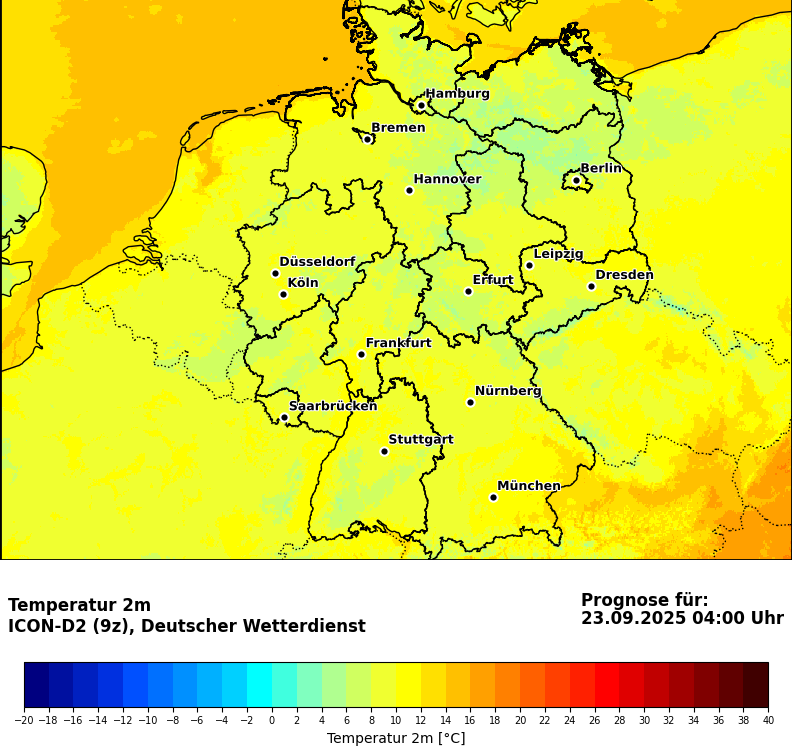 Hamburg
Bremen
Berlin
Hannover
Leipzig
Düsseldorf
Dresden
Köln
Erfurt
Frankfurt
Nürnberg
Saarbrücken
Stuttgart
München
Temperatur 2m
ICON-D2 (9z), Deutscher Wetterdienst
Prognose für:
23.09.2025 04:00 Uhr
−20 −18 −16 −14 −12 −10 −8 −6 −4 −2 0 2 4 6 8 10 12 14 16 18 20 22 24 26 28 30 32 34 36 38 40
Temperatur 2m [°C]